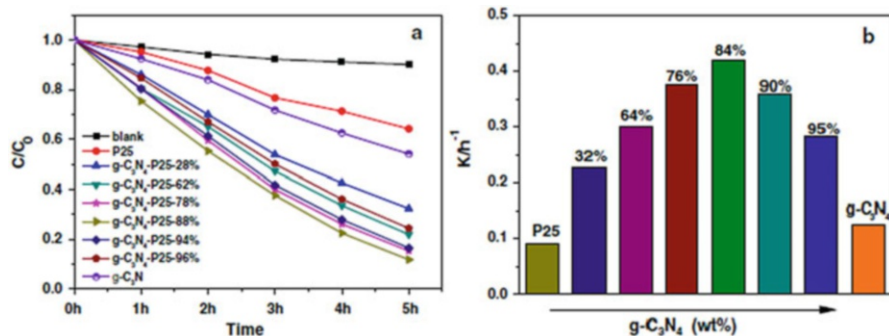 a
C/C0
1.0
0.8
0.6
0.4
0.2
0.0
blank
P25
g-C3N4-P25-28%
g-C3N4-P25-62%
g-C3N4-P25-78%
g-C3N4-P25-88%
g-C3N4-P25-94%
g-C3N4-P25-96%
g-C3N
0h 1h 2h 3h 4h 5h
Time
b
K/h-1
0.5
0.4
0.3
0.2
0.1
0.0
P25
32%
64%
76%
84%
90%
95%
g-C3N4
g-C3N4 (wt%)